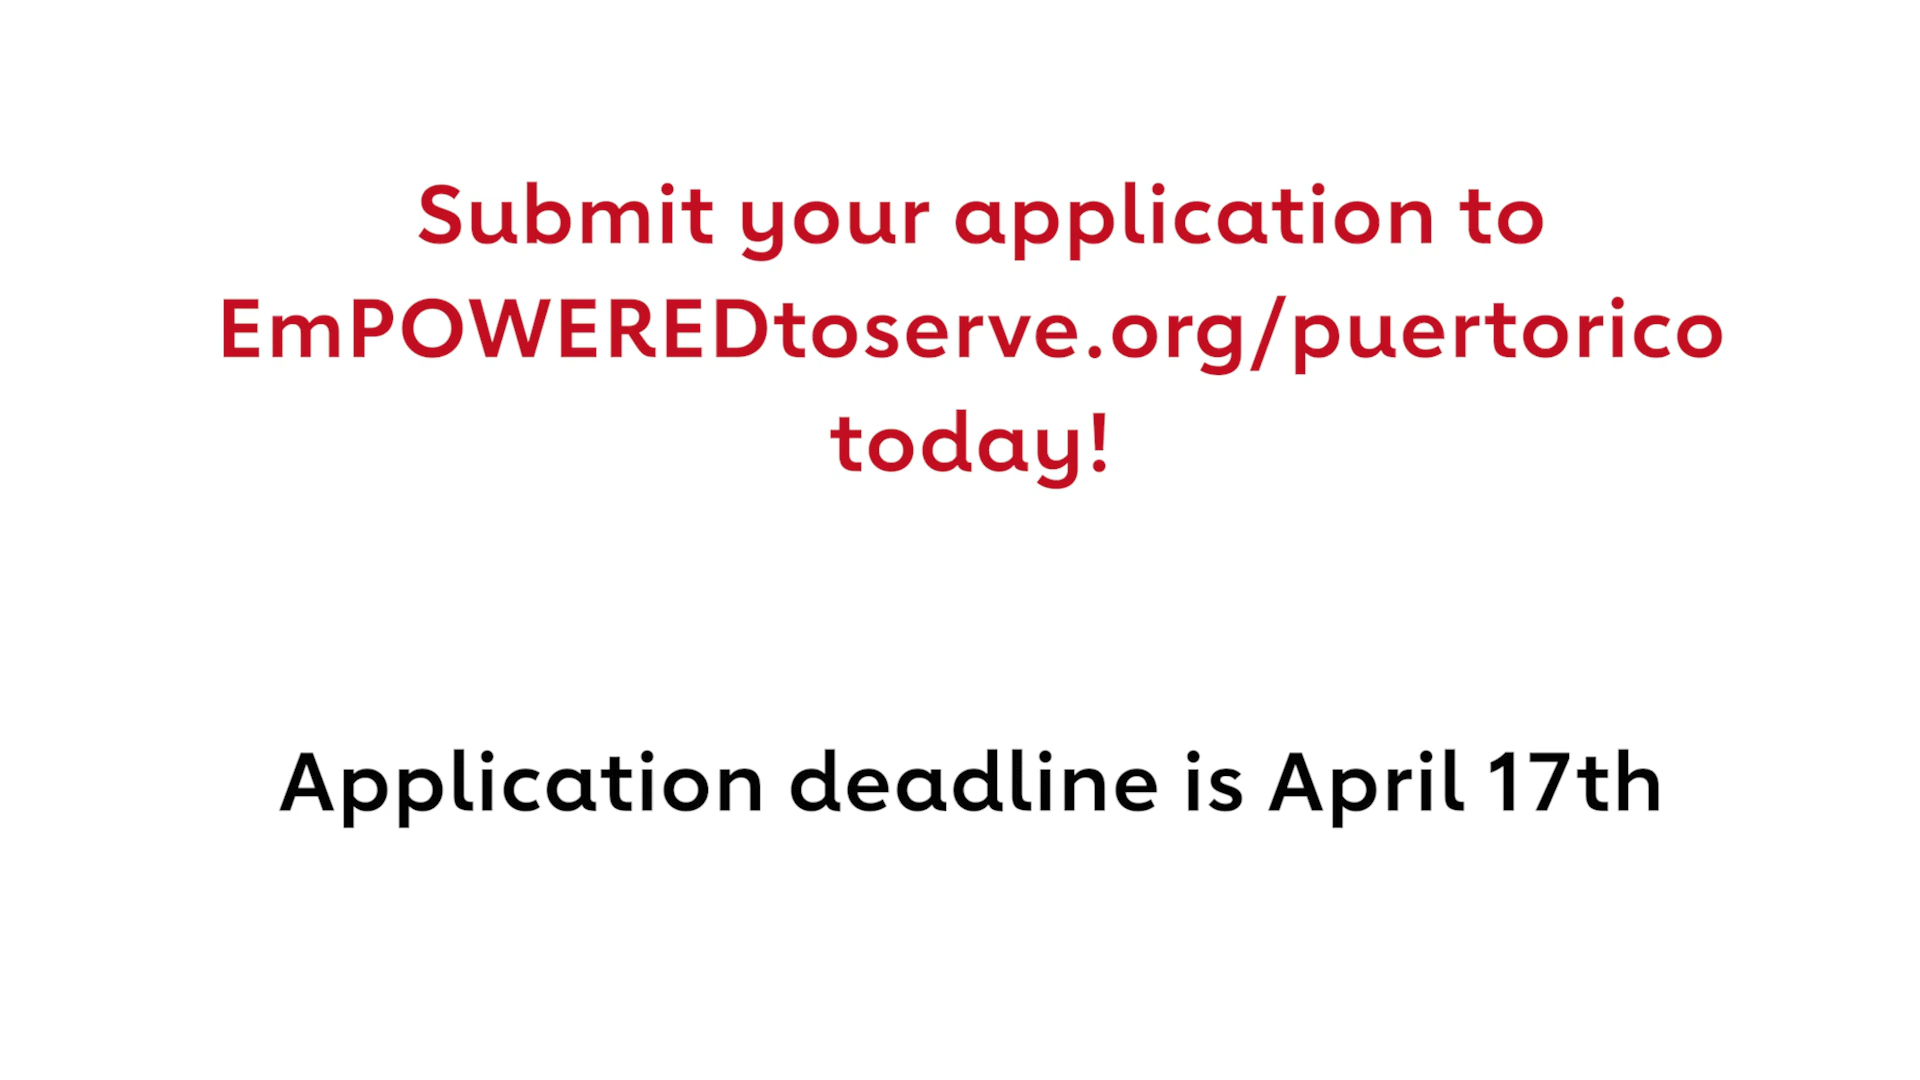 Submit your application to
EmPOWEREDtoserve.org/puertorico
today!
Application deadline is April 17th